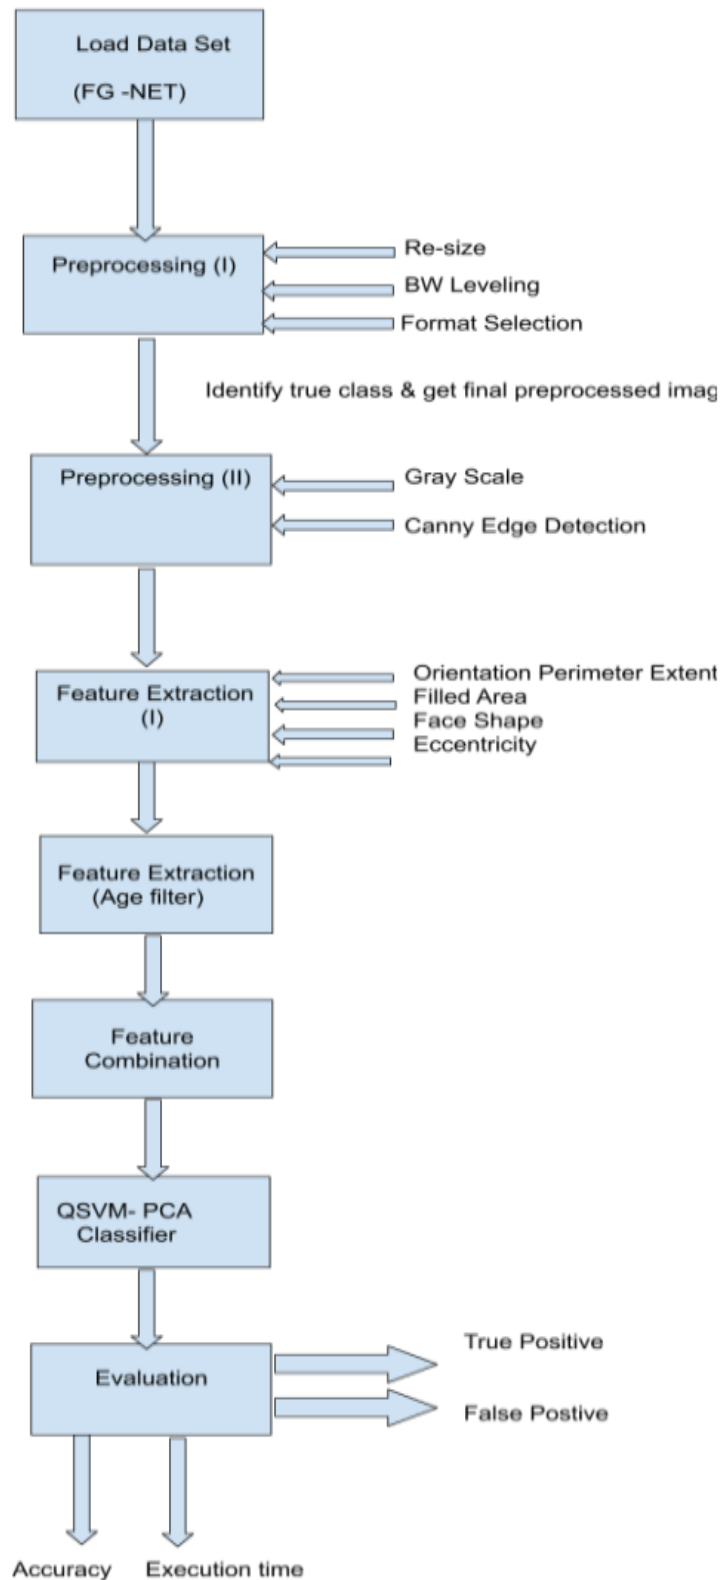 Load Data Set
(FG -NET)
Preprocessing (I)
Re-size
BW Leveling
Format Selection
Identify true class & get final preprocessed imag
Preprocessing (II)
Gray Scale
Canny Edge Detection
Feature Extraction
(I)
Orientation Perimeter Extent
Filled Area
Face Shape
Eccentricity
Feature Extraction
(Age filter)
Feature
Combination
QSVM- PCA
Classifier
Evaluation
True Positive
False Postive
Accuracy
Execution time